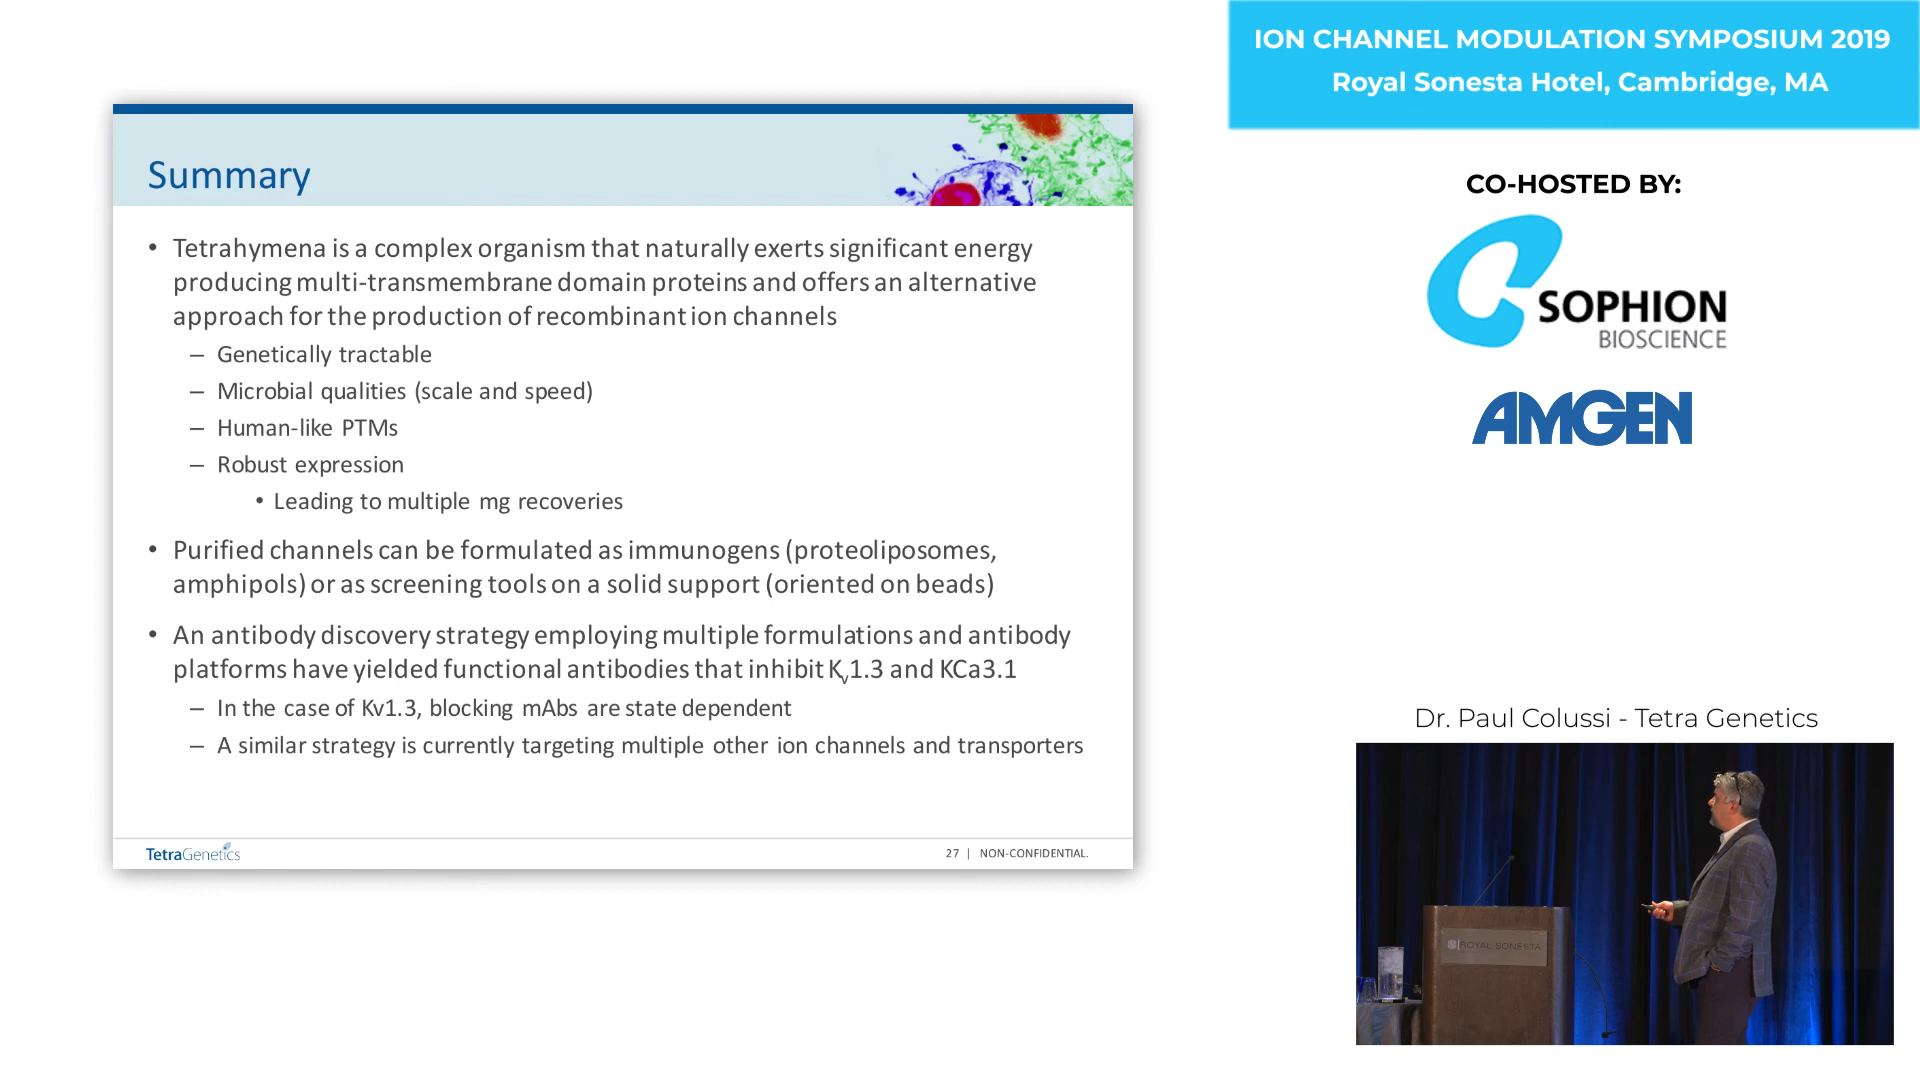 ION CHANNEL MODULATION SYMPOSIUM 2019
Royal Sonesta Hotel, Cambridge, MA
CO-HOSTED BY:
SOPHION
BIOSCIENCE
AMGEN
Summary
• Tetrahymena is a complex organism that naturally exerts significant energy
producing multi-transmembrane domain proteins and offers an alternative
approach for the production of recombinant ion channels
– Genetically tractable
– Microbial qualities (scale and speed)
– Human-like PTMs
– Robust expression
• Leading to multiple mg recoveries
• Purified channels can be formulated as immunogens (proteoliposomes,
amphipols) or as screening tools on a solid support (oriented on beads)
• An antibody discovery strategy employing multiple formulations and antibody
platforms have yielded functional antibodies that inhibit Kv1.3 and KCa3.1
– In the case of Kv1.3, blocking mAbs are state dependent
– A similar strategy is currently targeting multiple other ion channels and transporters
TetraGenetics
27 | NON-CONFIDENTIAL.
Dr. Paul Colussi - Tetra Genetics
ROYAL SONESTA